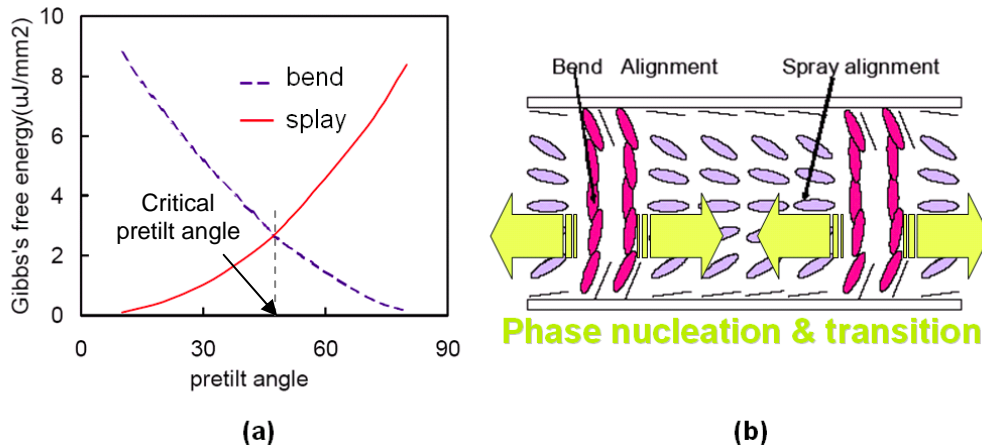 Gibbs's free energy(uJ/mm2)
10
8
6
4
2
0
bend
splay
Critical
pretilt angle
0
30
60
90
pretilt angle
(a)
Bend Alignment
Spray alignment
Phase nucleation & transition
(b)